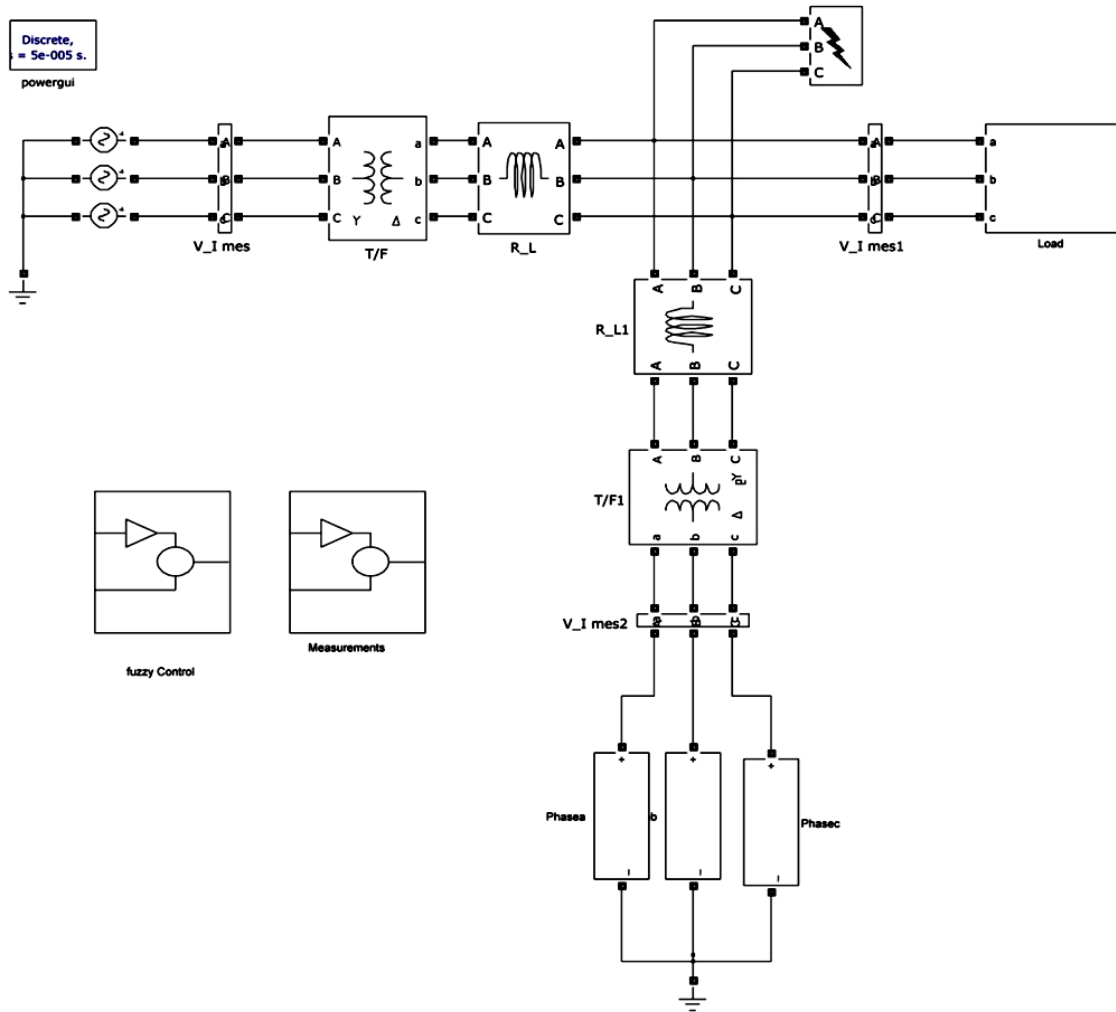 Discrete,
s = 5e-005 s.
powergui
A
B
C
A
B
C
A
B
C
Y
Δ
a
b
c
A
B
C
A
B
C
A
B
C
a
b
c
V_I mes
T/F
R_L
V_I mes1
Load
A
B
C
R_L1
A
B
C
A
B
C
T/F1
Y
Δ
a
b
c
V_I mes2
fuzzy Control
Measurements
+
+
+
Phasea
b
Phasec